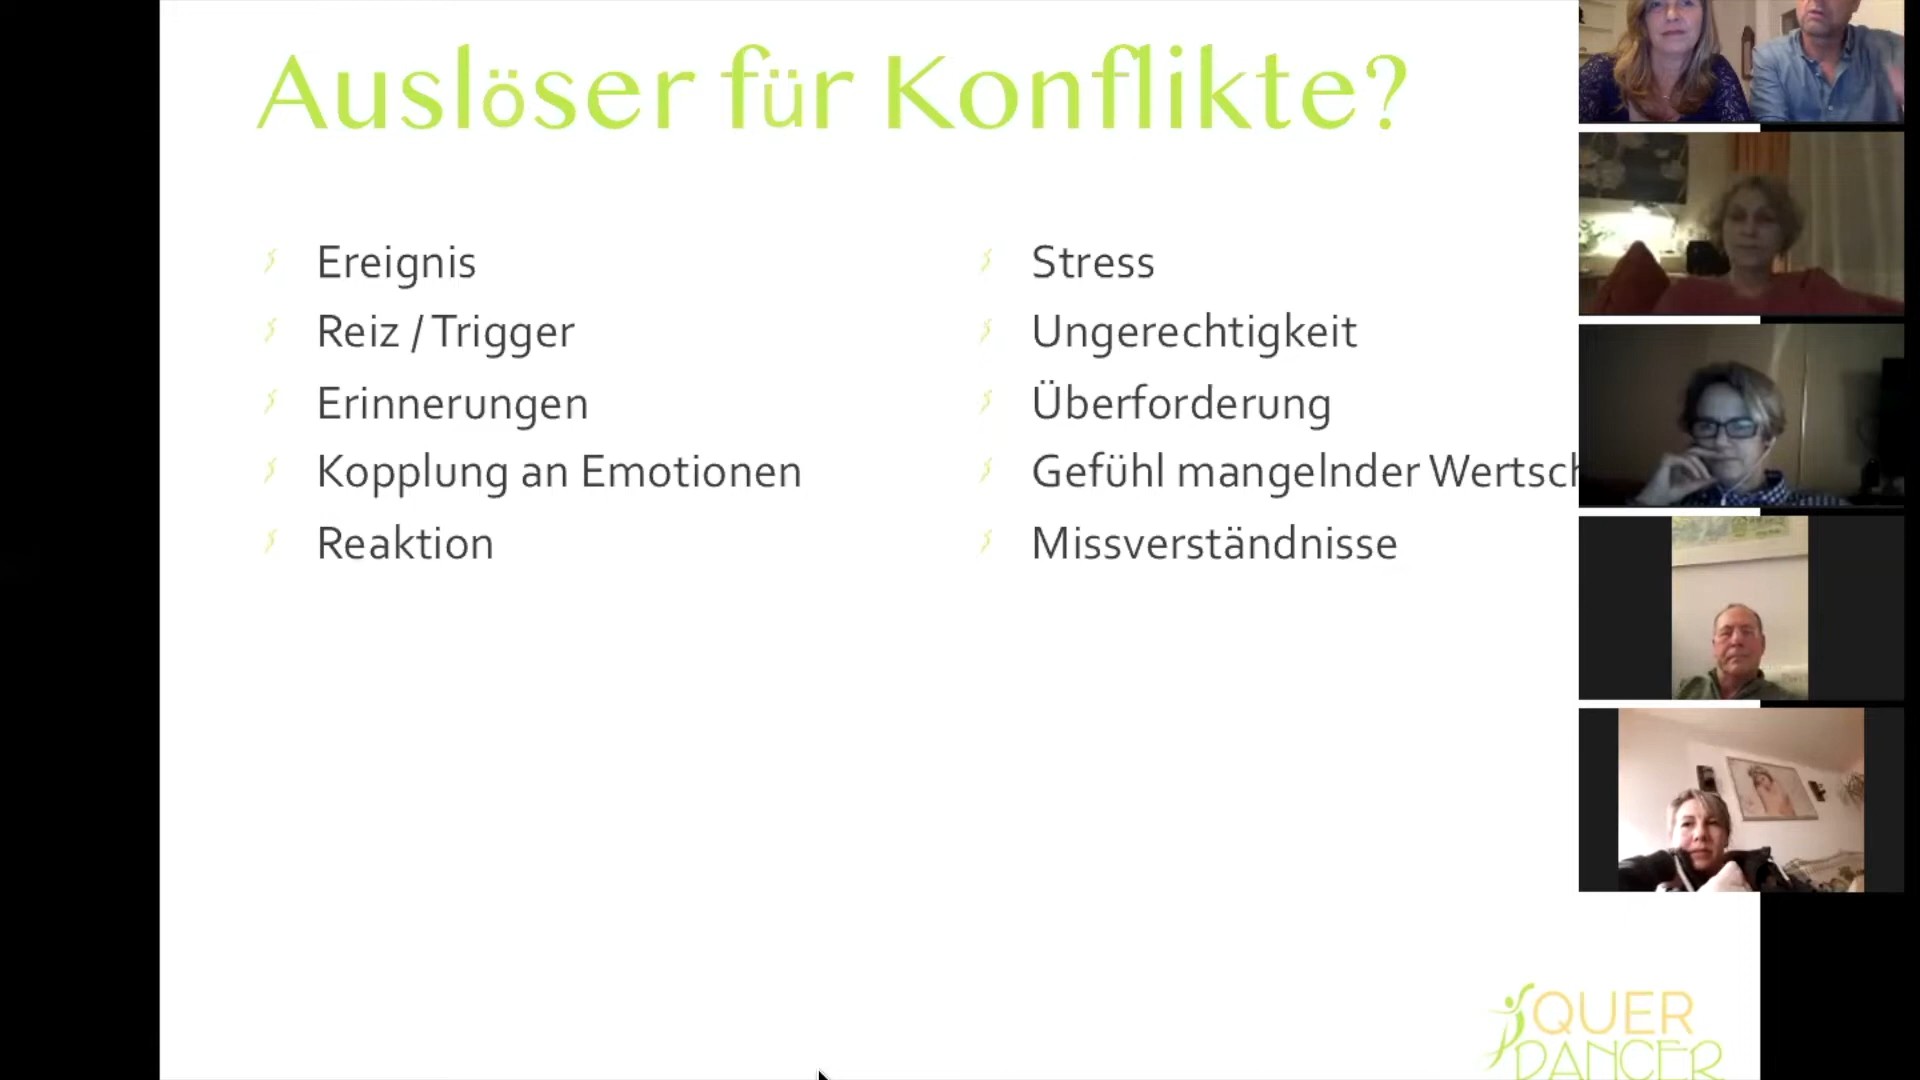 Auslöser für Konflikte?
Ereignis
Reiz / Trigger
Erinnerungen
Kopplung an Emotionen
Reaktion
Stress
Ungerechtigkeit
Überforderung
Gefühl mangelnder Wertsch
Missverständnisse
QUER
DANCER